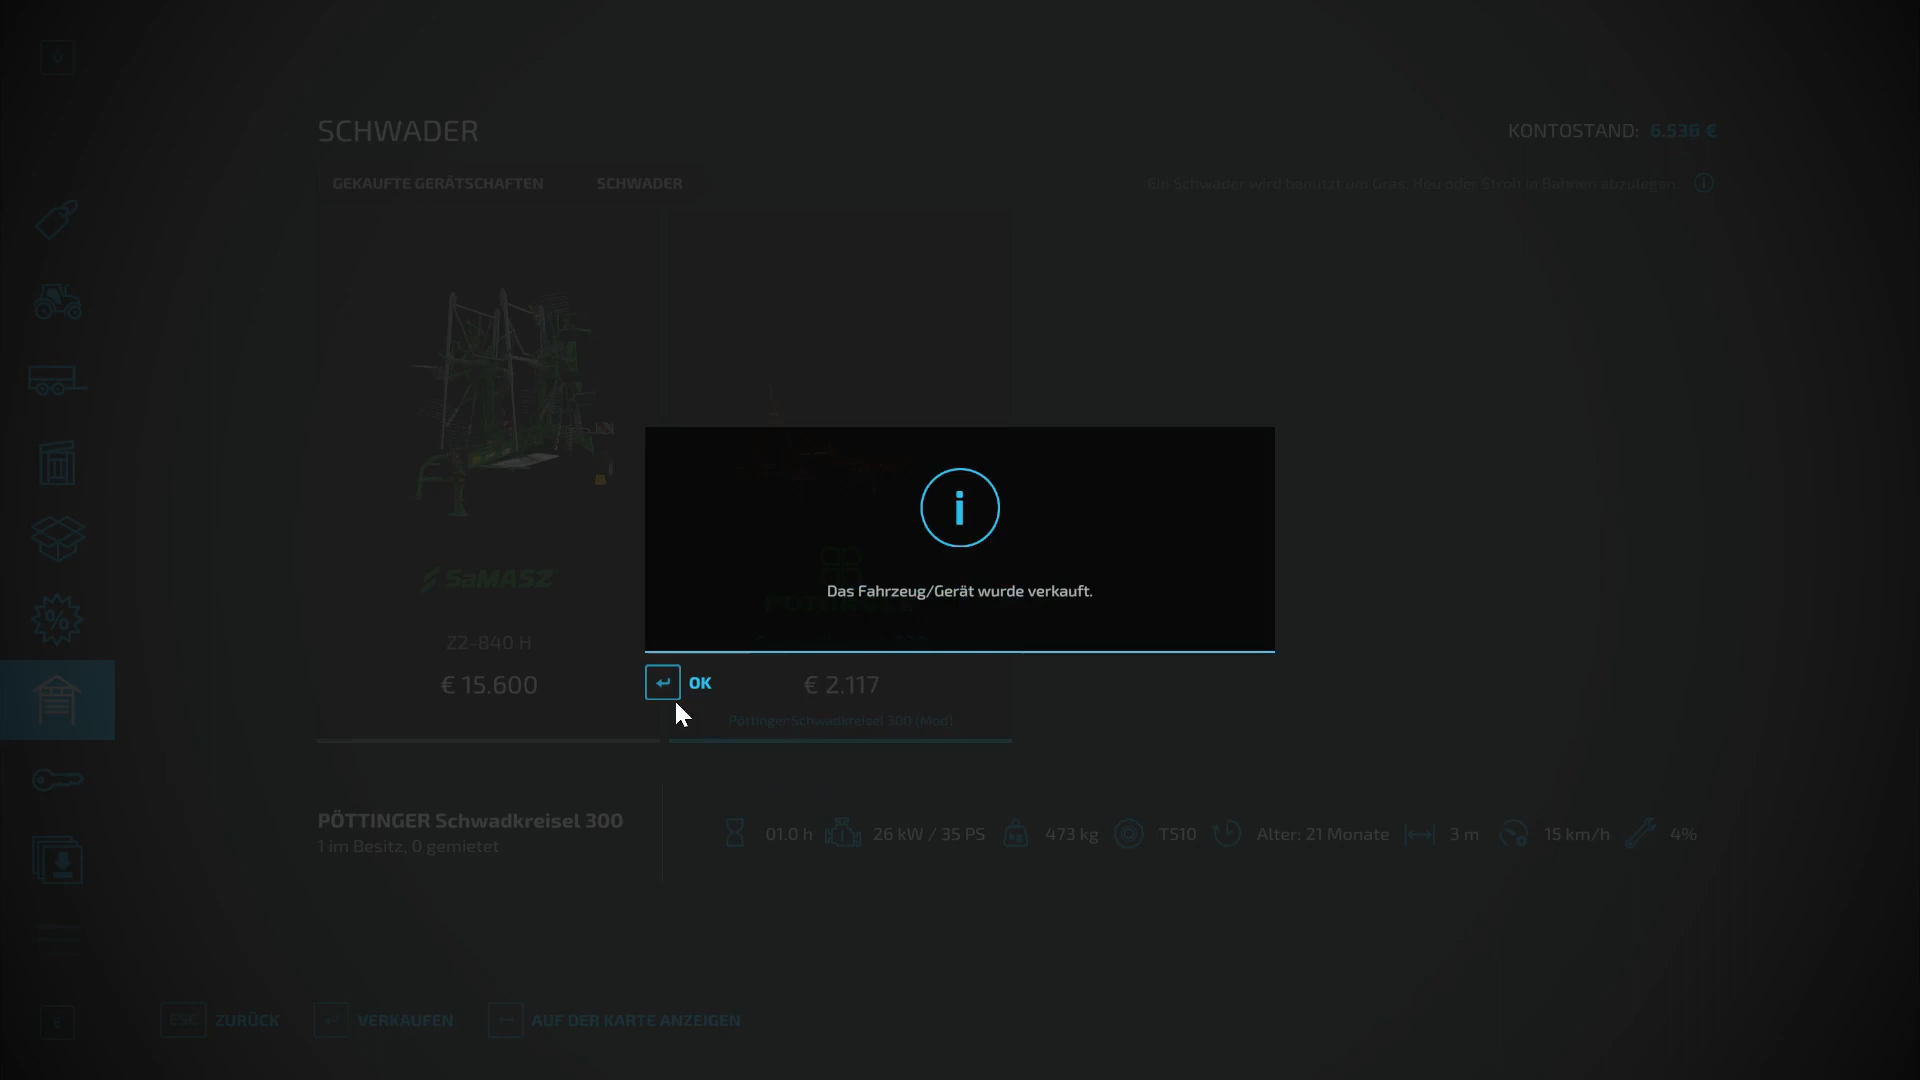 SCHWADER
KONTOSTAND: 6.536 €
GEKAUFTE GERÄTSCHAFTEN SCHWADER
Ein Schwader wird benutzt um Gras, Heu oder Stroh in Bahnen abzulegen.
SaMASZ
Z2-840 H
€ 15.600
Das Fahrzeug/Gerät wurde verkauft.
OK
PÖTTINGER
€ 2.117
Pöttinger Schwadkreisel 300 (Mod)
PÖTTINGER Schwadkreisel 300
1 im Besitz, 0 gemietet
01.0 h 26 kW / 35 PS kg 473 kg T510 Alter: 21 Monate 3 m 15 km/h 4%
E
ESC ZURÜCK VERKAUFEN AUF DER KARTE ANZEIGEN